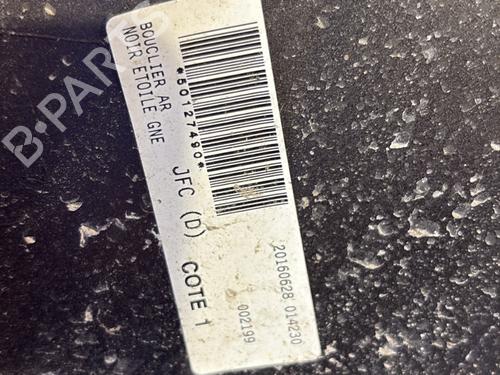 BOUCLIER AR
NOIR ETOILE GNE
*50127490*
JFC (D) COTE 1
20160628 014230
002199
B-PARTS